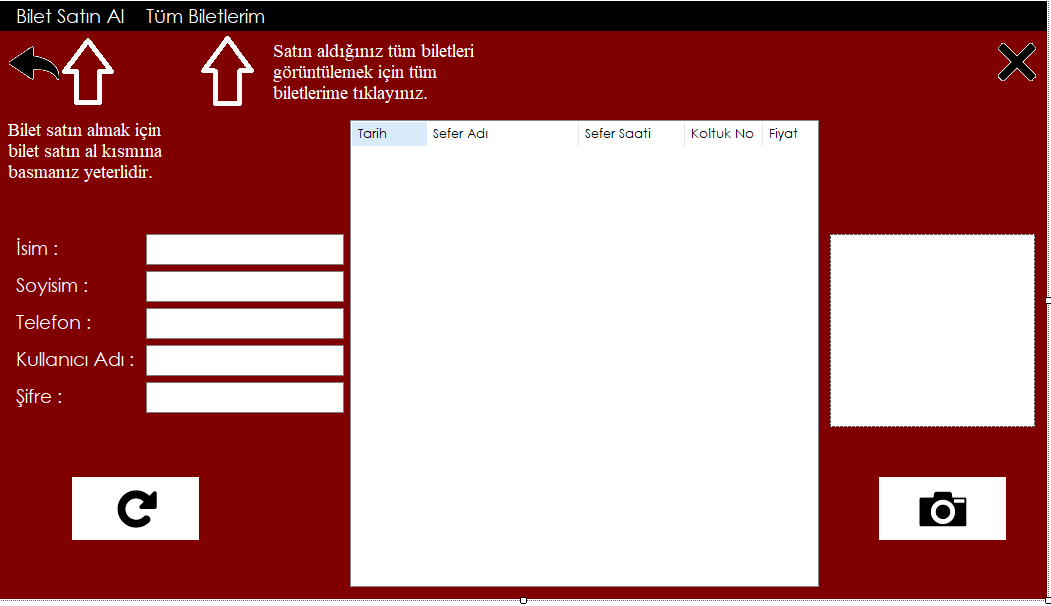 Bilet Satın Al
Tüm Biletlerim
Satın aldığınız tüm biletleri
görüntülemek için tüm
biletlerime tıklayınız.
Bilet satın almak için
bilet satın al kısmına
basmanız yeterlidir.
Tarih
Sefer Adı
Sefer Saati
Koltuk No
Fiyat
İsim :
Soyisim :
Telefon :
Kullanıcı Adı :
Şifre :